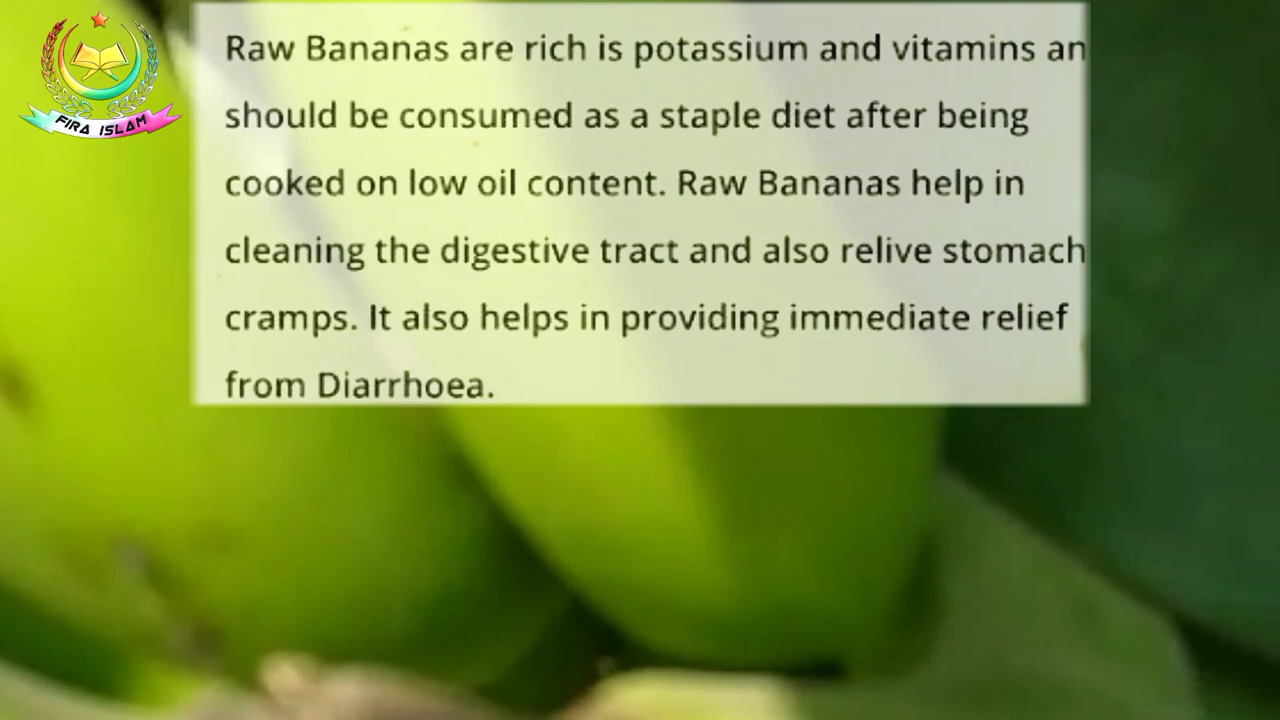 FIRA ISLAM
Raw Bananas are rich is potassium and vitamins an
should be consumed as a staple diet after being
cooked on low oil content. Raw Bananas help in
cleaning the digestive tract and also relive stomach
cramps. It also helps in providing immediate relief
from Diarrhoea.